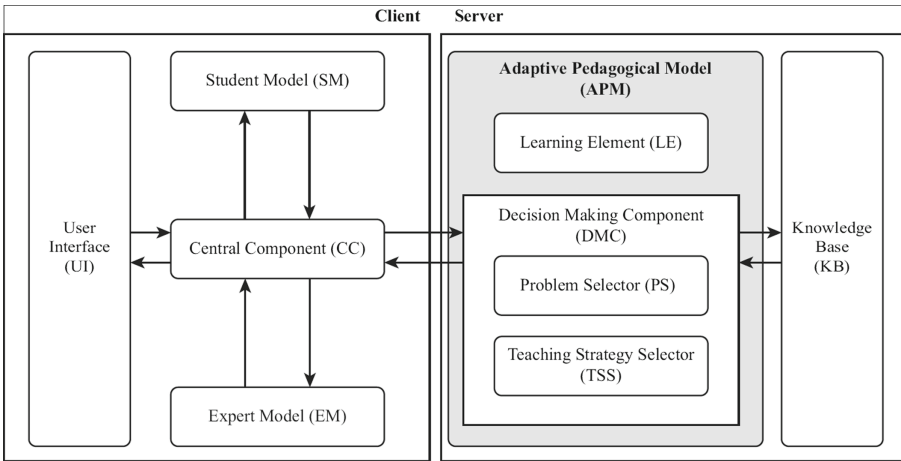 Client
Server
Student Model (SM)
User
Interface
(UI)
Central Component (CC)
Expert Model (EM)
Adaptive Pedagogical Model
(APM)
Learning Element (LE)
Decision Making Component
(DMC)
Problem Selector (PS)
Teaching Strategy Selector
(TSS)
Knowledge
Base
(KB)